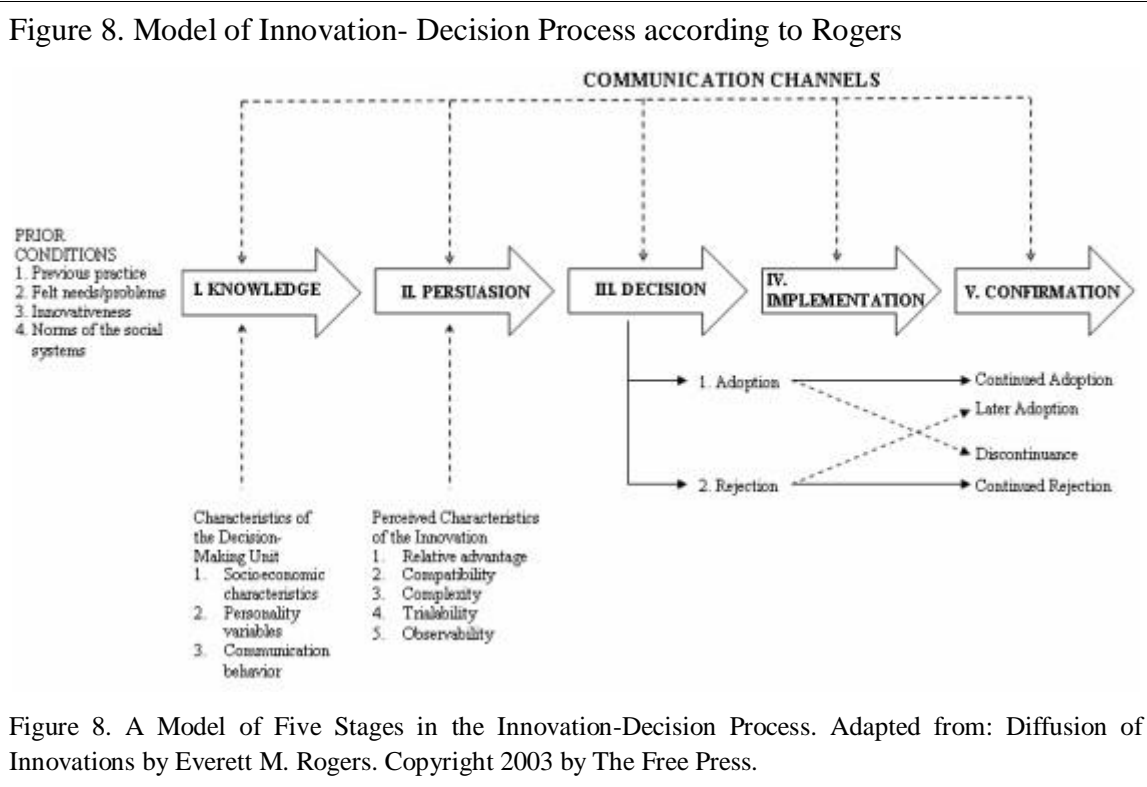 Figure 8. Model of Innovation- Decision Process according to Rogers
COMMUNICATION CHANNELS
PRIOR
CONDITIONS
1. Previous practice
2. Felt needs/problems
3. Innovativeness
4. Norms of the social
systems
I. KNOWLEDGE
II. PERSUASION
III. DECISION
IV.
IMPLEMENTATION
V. CONFIRMATION
1. Adoption
Continued Adoption
Later Adoption
Discontinuance
2. Rejection
Continued Rejection
Characteristics of
the Decision-
Making Unit
1. Socioeconomic
characteristics
2. Personality
variables
3. Communication
behavior
Perceived Characteristics
of the Innovation
1. Relative advantage
2. Compatibility
3. Complexity
4. Trialability
5. Observability
Figure 8. A Model of Five Stages in the Innovation-Decision Process. Adapted from: Diffusion of
Innovations by Everett M. Rogers. Copyright 2003 by The Free Press.